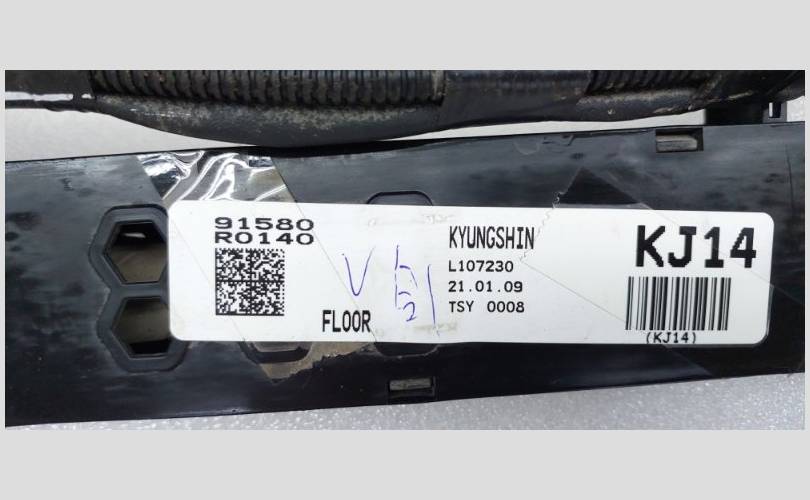 91580
R0140
FLOOR
KYUNGSHIN
L107230
21.01.09
TSY 0008
KJ14
(KJ14)